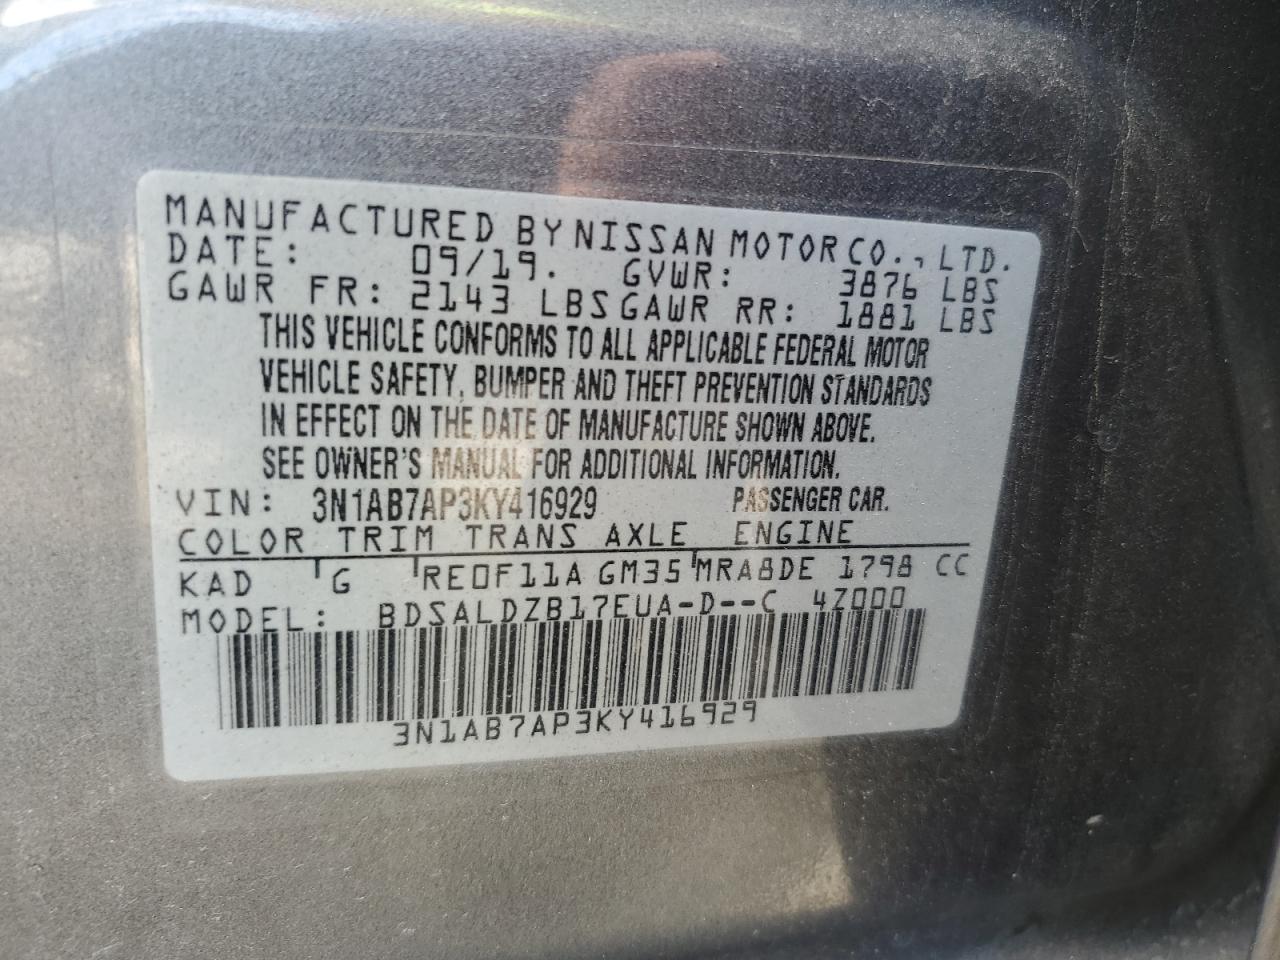 MANUFACTURED BY NISSAN MOTOR CO., LTD.
DATE: 09/19. GVWR: 3876 LBS
GAWR FR: 2143 LBS GAWR RR: 1881 LBS
THIS VEHICLE CONFORMS TO ALL APPLICABLE FEDERAL MOTOR
VEHICLE SAFETY, BUMPER AND THEFT PREVENTION STANDARDS
IN EFFECT ON THE DATE OF MANUFACTURE SHOWN ABOVE.
SEE OWNER'S MANUAL FOR ADDITIONAL INFORMATION.
VIN: 3N1AB7AP3KY416929 PASSENGER CAR.
COLOR TRIM TRANS AXLE ENGINE
KAD G RE0F11A GM35 MRA8DE 1798 CC
MODEL: BDSALDZB17EUA-D--C 4Z000
3N1AB7AP3KY416929